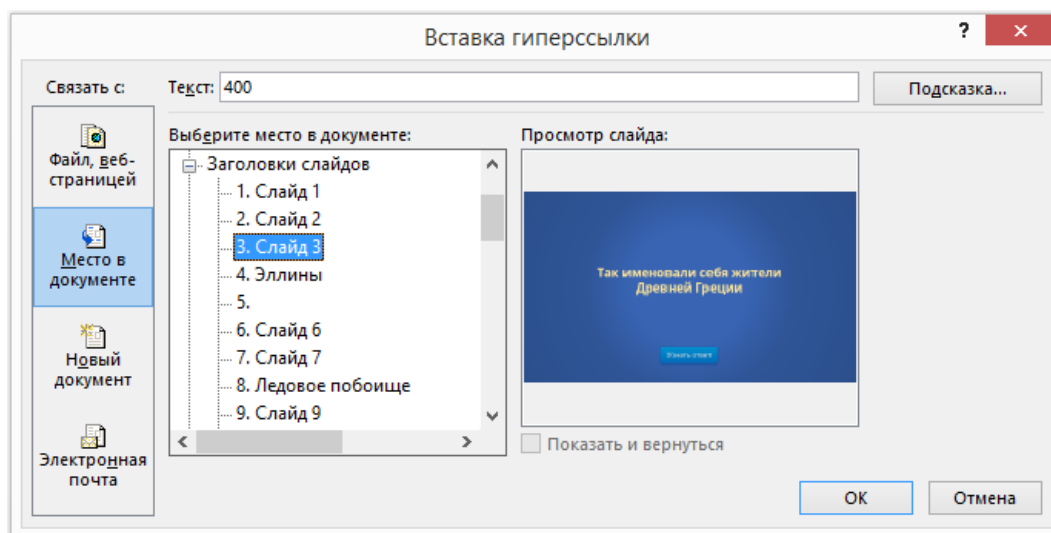 Вставка гиперссылки
?
Связать с:
Текст: 400
Подсказка...
Файл, веб-
страницей
Место в
документе
Новый
документ
Электронная
почта
Выберите место в документе:
Заголовки слайдов
1. Слайд 1
2. Слайд 2
3. Слайд 3
4. Эллины
5.
6. Слайд 6
7. Слайд 7
8. Ледовое побоище
9. Слайд 9
Просмотр слайда:
Так именовали себя жители
Древней Греции
Узнать ответ
Показать и вернуться
ОК
Отмена